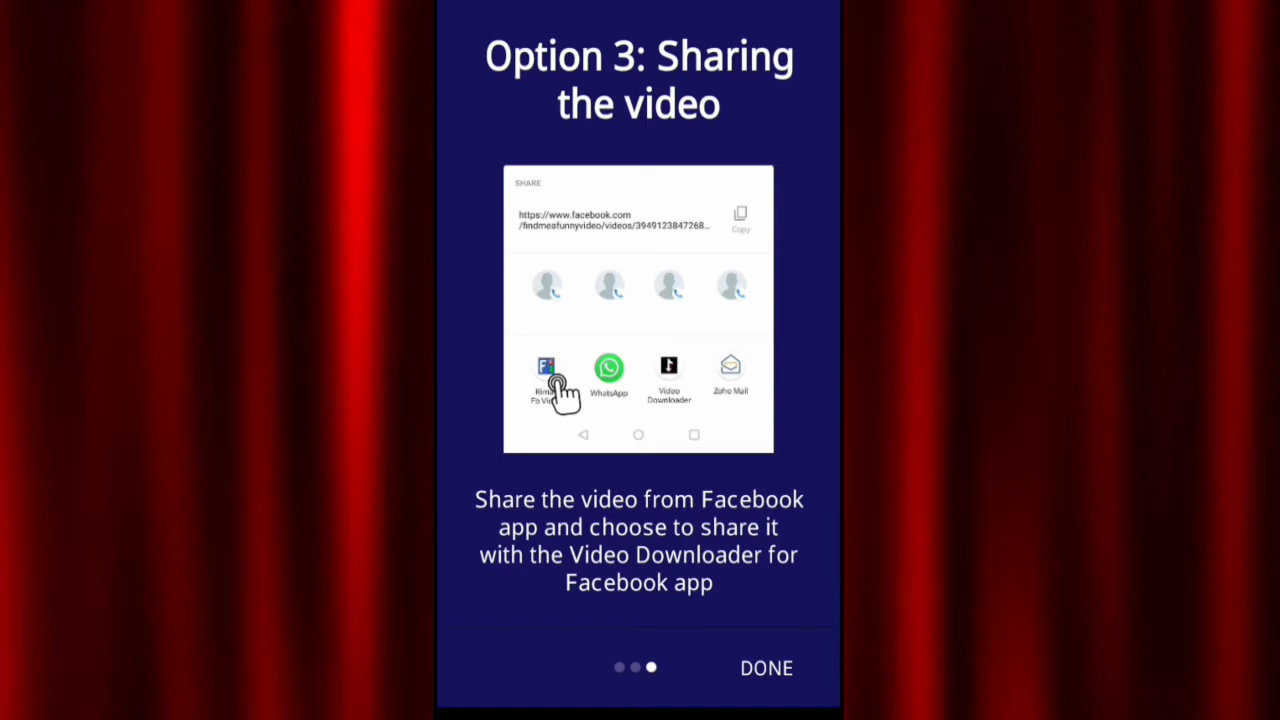 Option 3: Sharing
the video
SHARE
https://www.facebook.com
/findmeafunnyvideo/videos/3949123847268...
Copy
WhatsApp
Video
Downloader
Zoho Mail
Share the video from Facebook
app and choose to share it
with the Video Downloader for
Facebook app
DONE